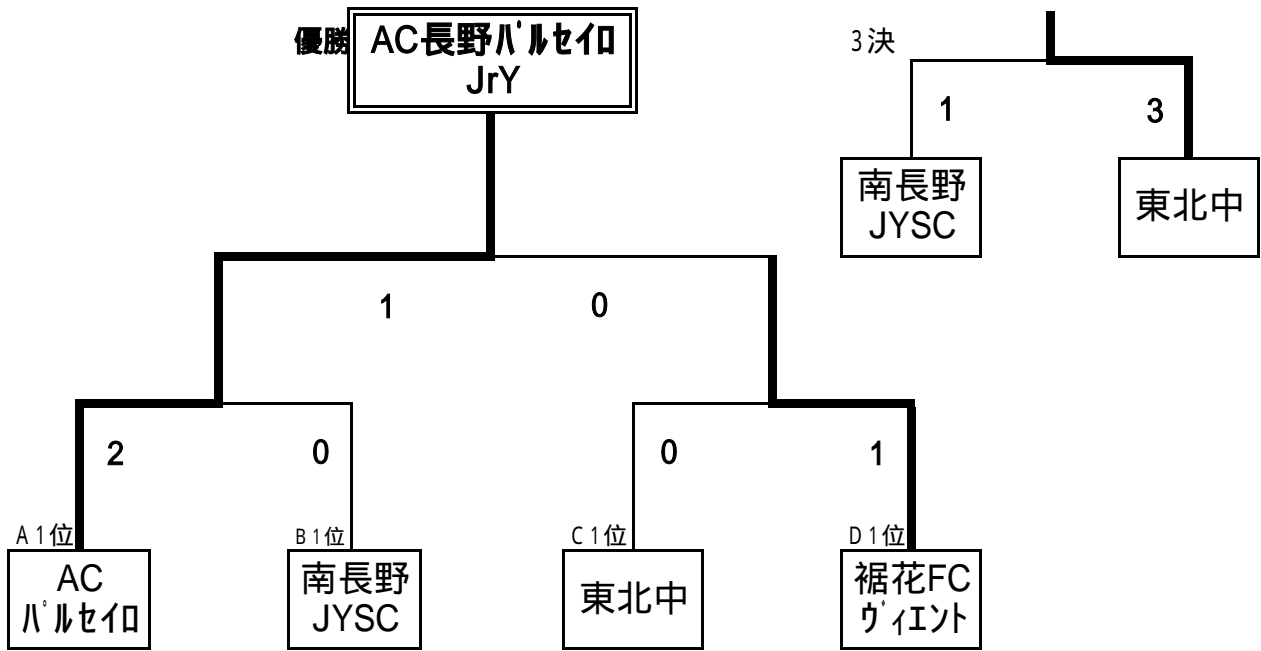 優勝
AC長野パルセイロ
JrY
3決
1
3
南長野
JYSC
東北中
1
0
2
0
0
1
A1位
B1位
C1位
D1位
AC
パルセイロ
南長野
JYSC
東北中
裾花FC
ヴィエント